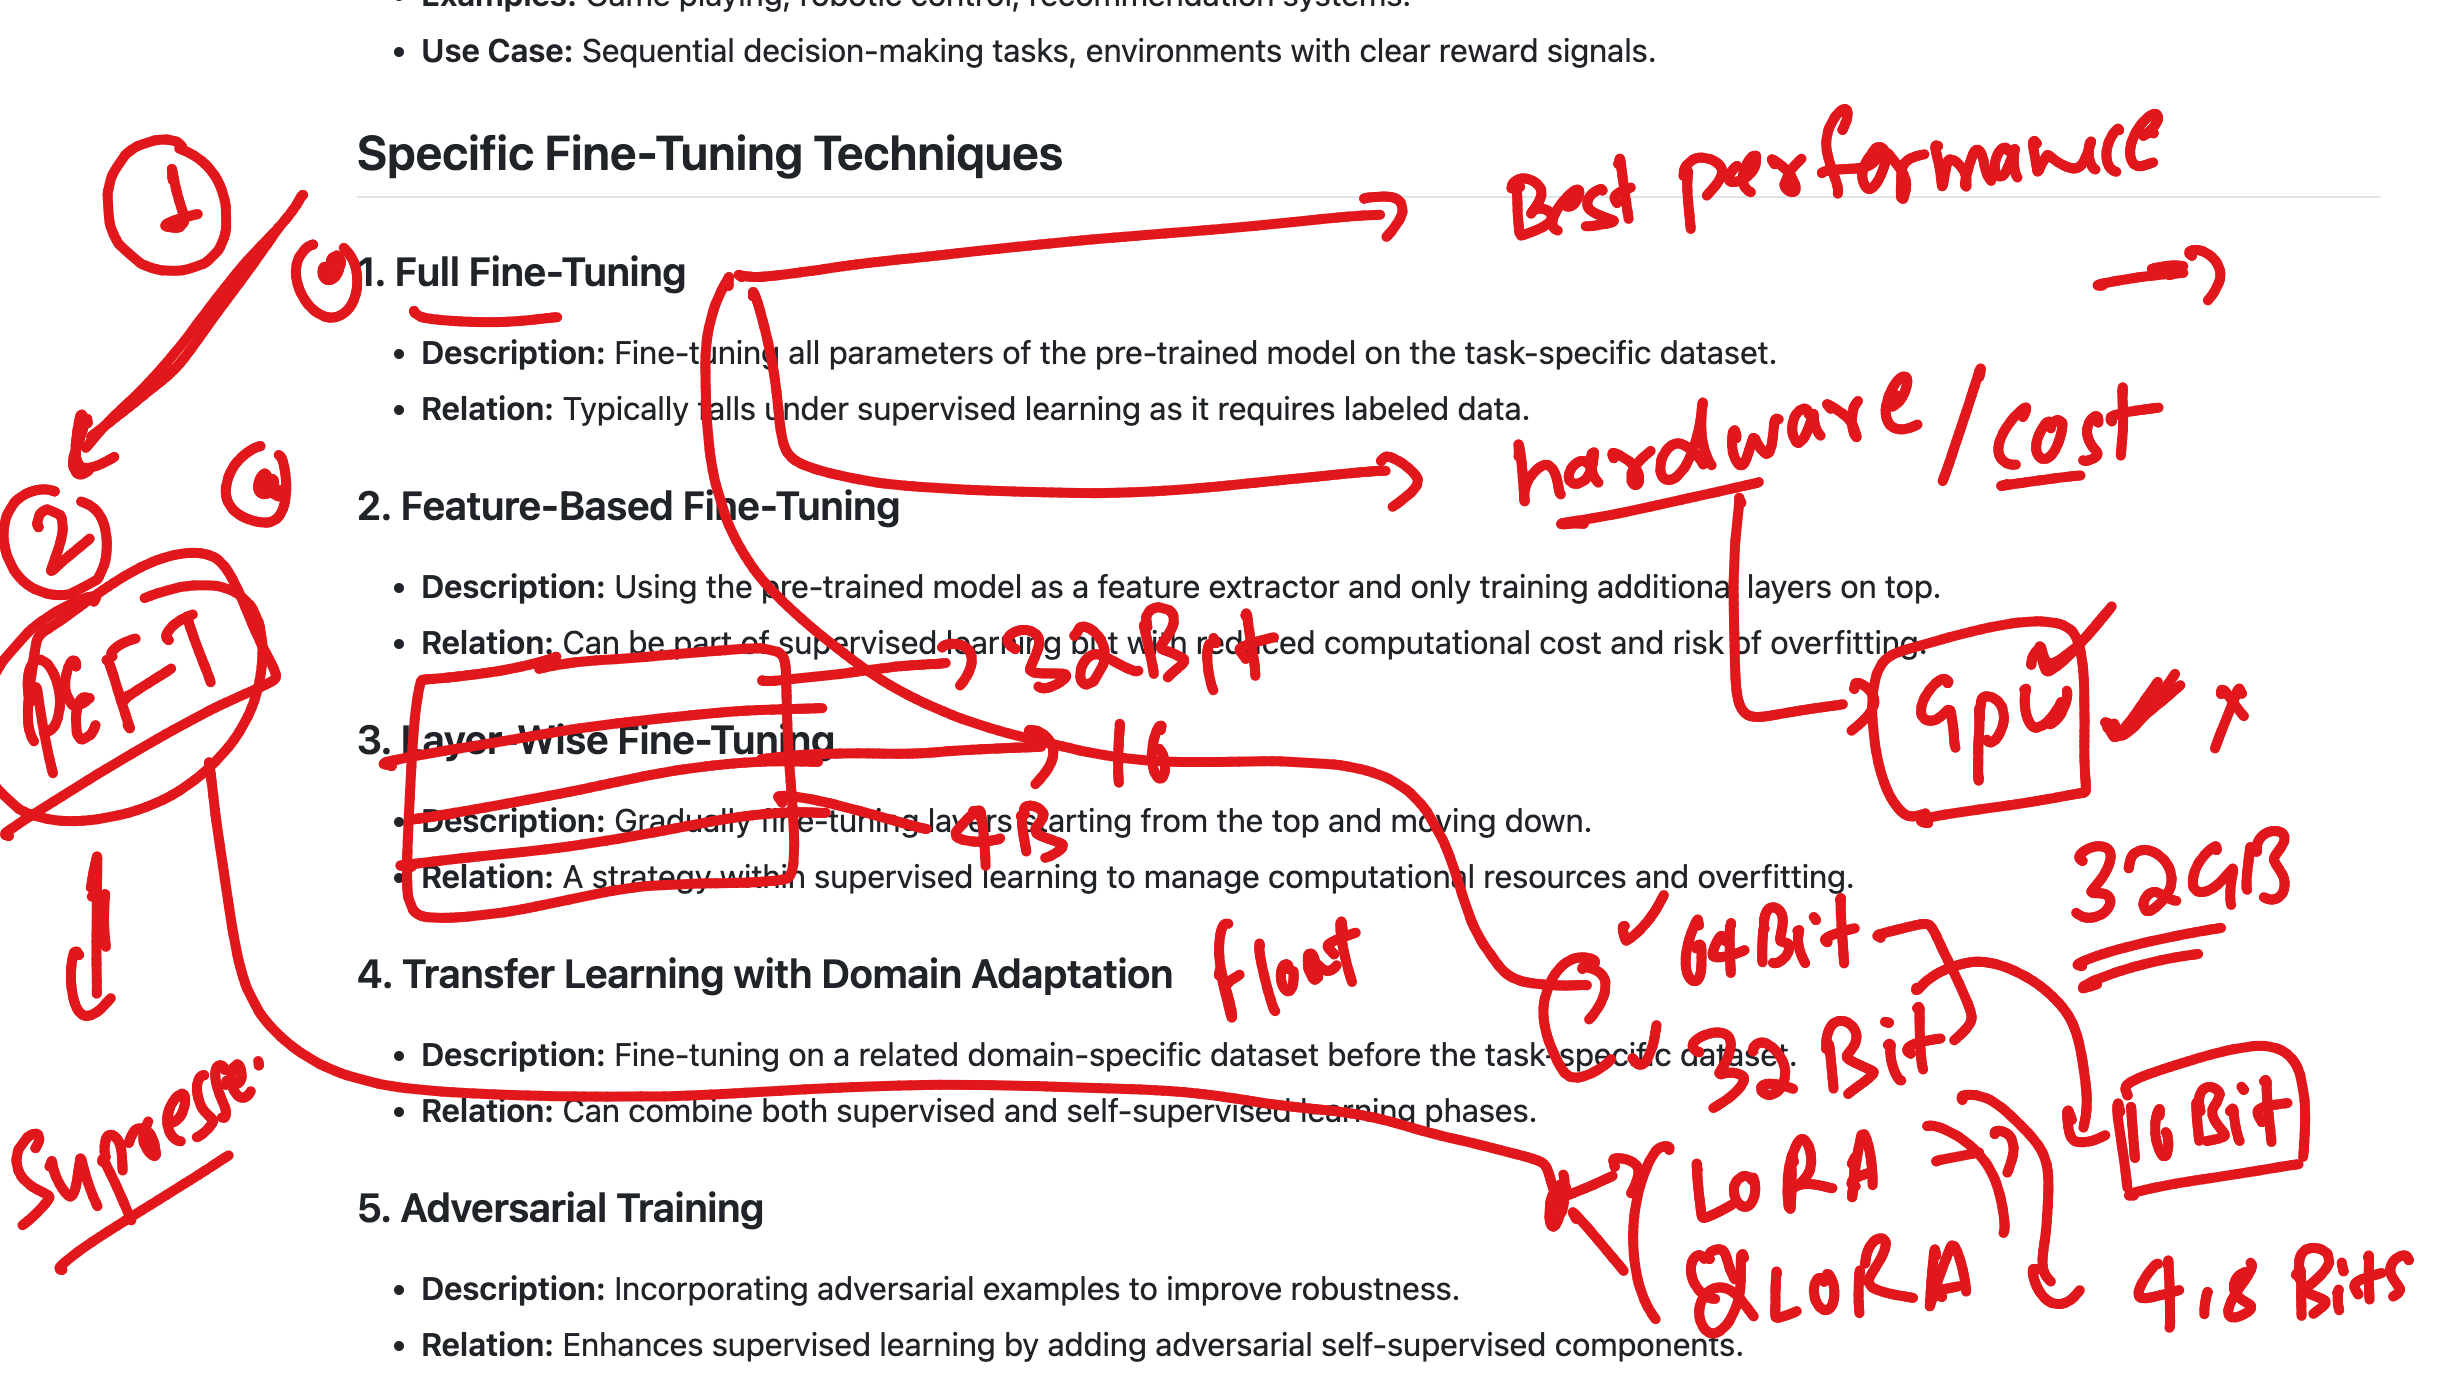 Examples: Game playing, robotic control, recommendation systems.
Use Case: Sequential decision-making tasks, environments with clear reward signals.
Specific Fine-Tuning Techniques
Best performance
1
1. Full Fine-Tuning
Description: Fine-tuning all parameters of the pre-trained model on the task-specific dataset.
Relation: Typically falls under supervised learning as it requires labeled data.
hardware / cost
2
2. Feature-Based Fine-Tuning
Description: Using the pre-trained model as a feature extractor and only training additional layers on top.
Relation: Can be part of supervised learning but with reduced computational cost and risk of overfitting.
32Bit
PEFT
GPU
3. Layer-Wise Fine-Tuning
16
Description: Gradually fine-tuning layers starting from the top and moving down.
4B
Relation: A strategy within supervised learning to manage computational resources and overfitting.
32GB
64Bit
4. Transfer Learning with Domain Adaptation
Float
Description: Fine-tuning on a related domain-specific dataset before the task-specific dataset.
32 Bit
Relation: Can combine both supervised and self-supervised learning phases.
16 Bit
LORA
5. Adversarial Training
QLORA
4,8 Bits
Description: Incorporating adversarial examples to improve robustness.
Relation: Enhances supervised learning by adding adversarial self-supervised components.